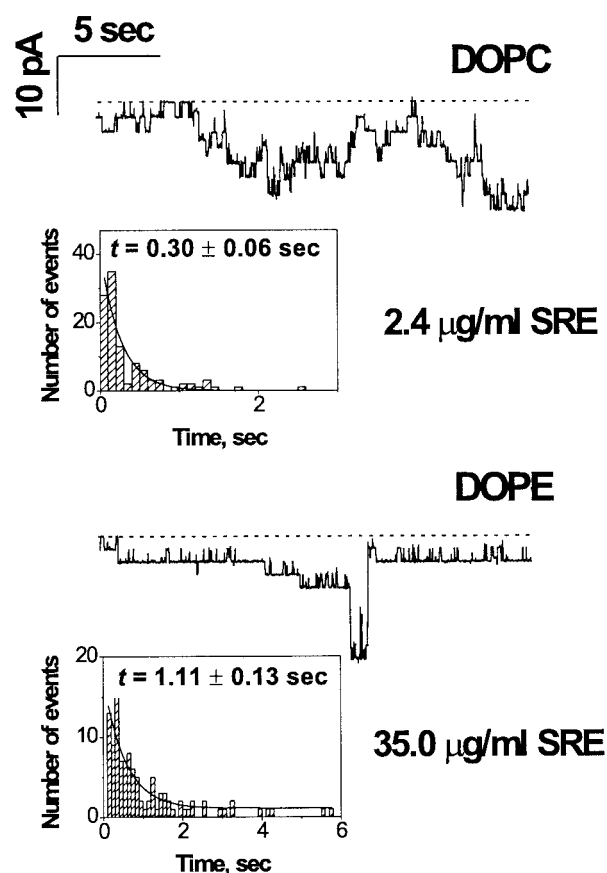 5 sec
10 pA
DOPC
t = 0.30 ± 0.06 sec
40
20
0
Number of events
0 2
Time, sec
2.4 µg/ml SRE
DOPE
t = 1.11 ± 0.13 sec
20
10
0
Number of events
0 2 4 6
Time, sec
35.0 µg/ml SRE